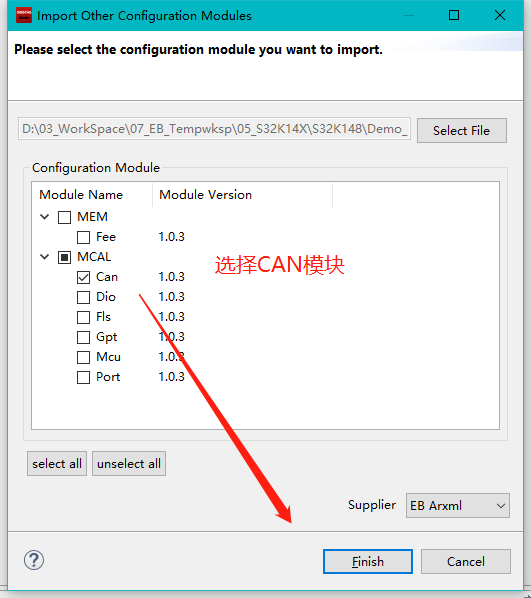 Import Other Configuration Modules
Please select the configuration module you want to import.
D:\03_WorkSpace\07_EB_Tempwksp\05_S32K14X\S32K148\Demo_
Select File
Configuration Module
Module Name Module Version
MEM
Fee 1.0.3
MCAL
Can 1.0.3
选择CAN模块
Dio 1.0.3
Fls 1.0.3
Gpt 1.0.3
Mcu 1.0.3
Port 1.0.3
select all unselect all
Supplier EB Arxml
? Finish Cancel